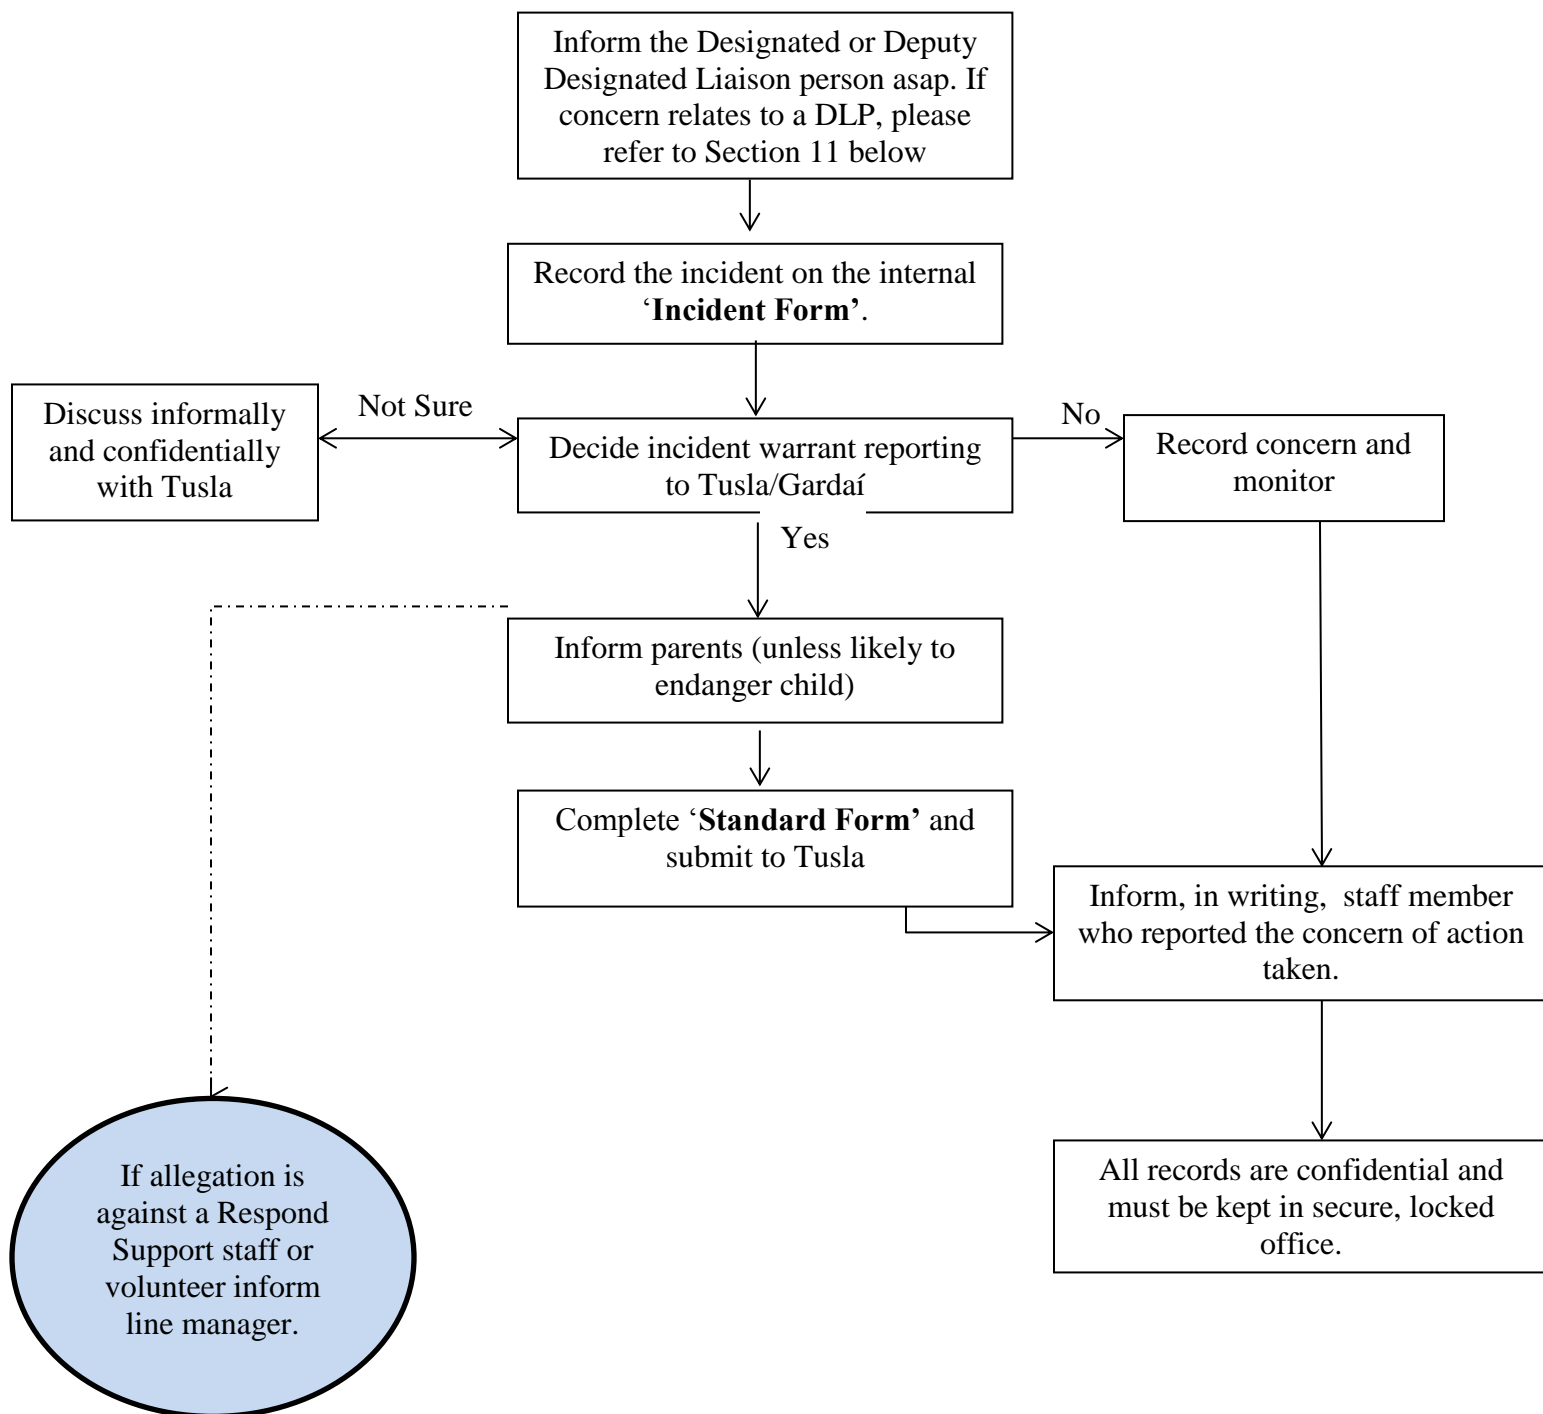 Inform the Designated or Deputy
Designated Liaison person asap. If
concern relates to a DLP, please
refer to Section 11 below
Record the incident on the internal
‘Incident Form’.
Discuss informally
and confidentially
with Tusla
Not Sure
Decide incident warrant reporting
to Tusla/Gardaí
No
Record concern and
monitor
Yes
Inform parents (unless likely to
endanger child)
Complete ‘Standard Form’ and
submit to Tusla
Inform, in writing, staff member
who reported the concern of action
taken.
All records are confidential and
must be kept in secure, locked
office.
If allegation is
against a Respond
Support staff or
volunteer inform
line manager.